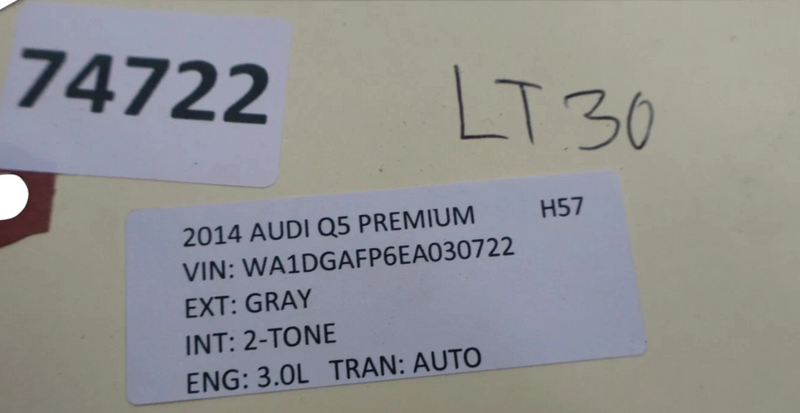 74722
LT 30
2014 AUDI Q5 PREMIUM H57
VIN: WA1DGAFP6EA030722
EXT: GRAY
INT: 2-TONE
ENG: 3.0L TRAN: AUTO